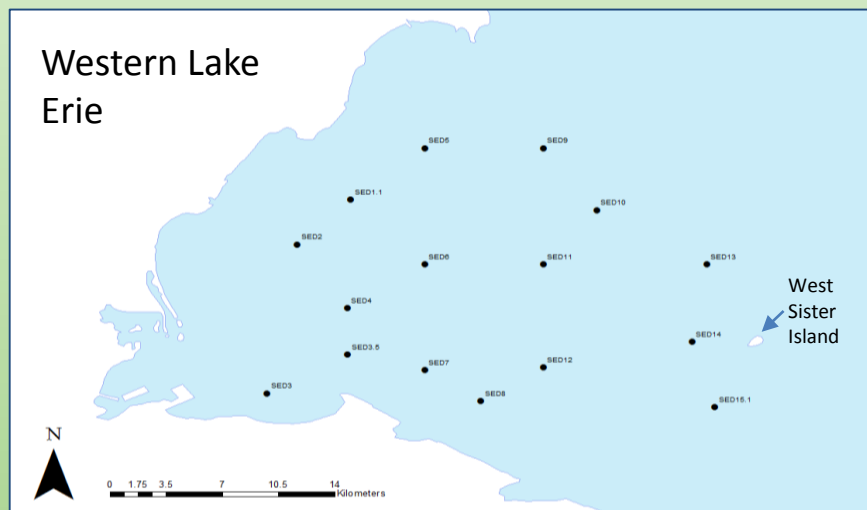 Western Lake
Erie
SED5
SED9
SED1.1
SED10
SED2
SED6
SED11
SED13
West
Sister
Island
SED4
SED14
SED3.5
SED7
SED12
SED3
SED8
SED15.1
N
0 1.75 3.5 7 10.5 14
Kilometers